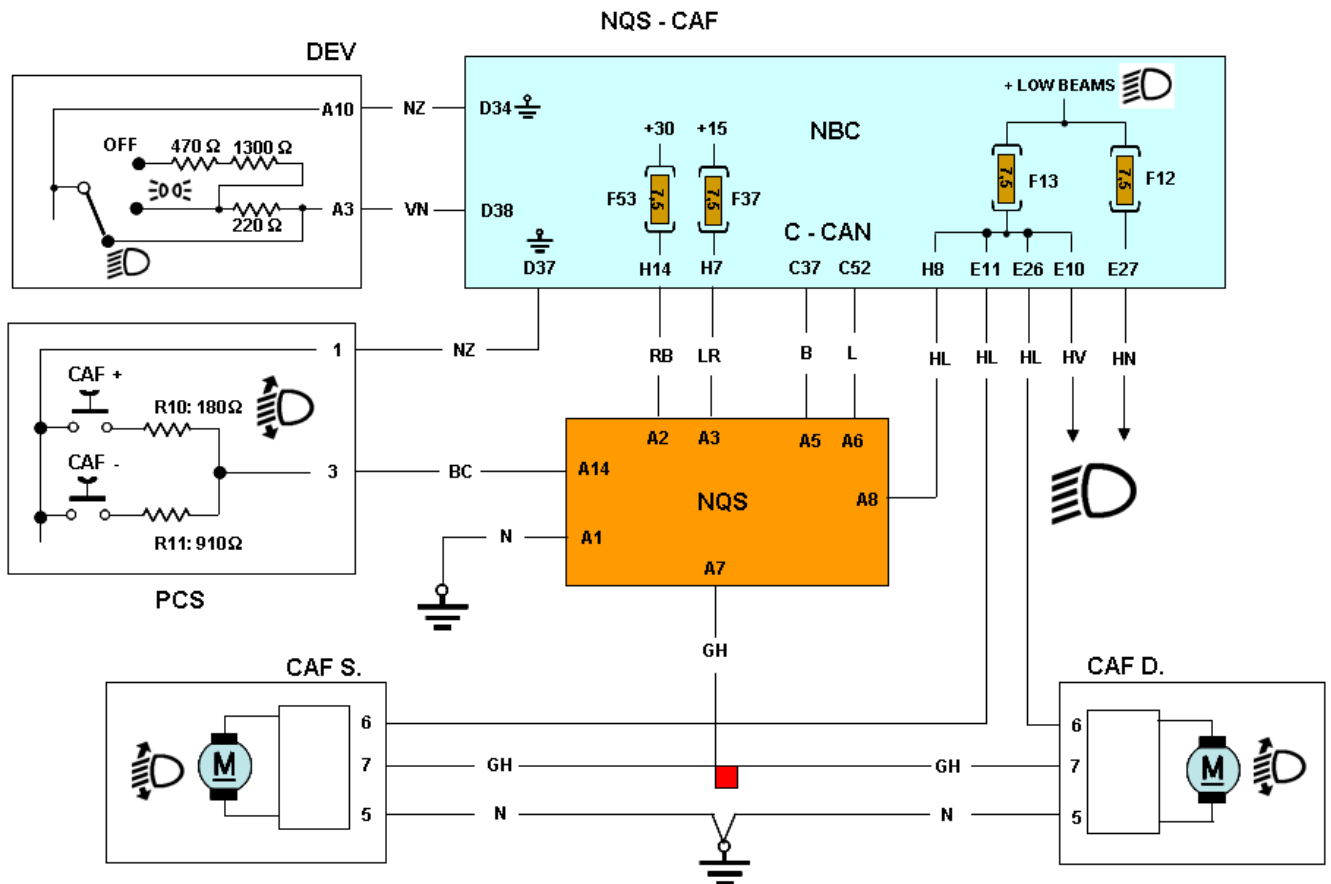 NQS - CAF
DEV
A10
NZ
D34
OFF
470 Ω
1300 Ω
220 Ω
A3
VN
D38
D37
+30
+15
F53
7,5
7,5
F37
NBC
C - CAN
+ LOW BEAMS
7,5
F13
7,5
F12
H14
H7
C37
C52
H8
E11
E26
E10
E27
1
NZ
RB
LR
B
L
HL
HL
HL
HV
HN
CAF +
R10: 180Ω
CAF -
R11: 910Ω
3
BC
PCS
A2
A3
A5
A6
A14
NQS
A8
N
A1
A7
GH
CAF S.
M
6
7
5
GH
N
CAF D.
GH
N
6
7
5
M